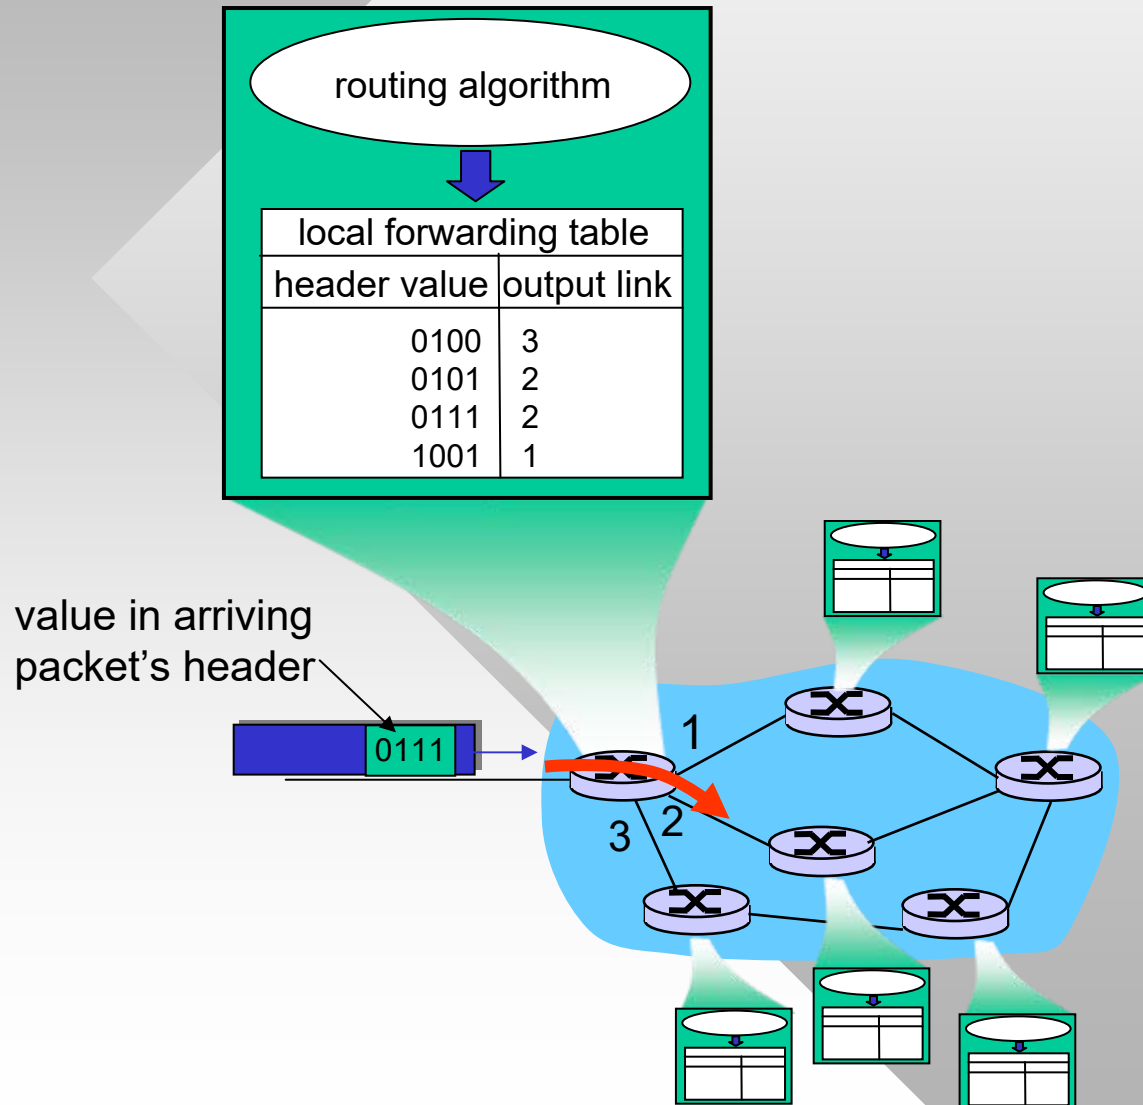 routing algorithm
local forwarding table
header value output link
0100 3
0101 2
0111 2
1001 1
value in arriving
packet’s header
0111
1
2
3